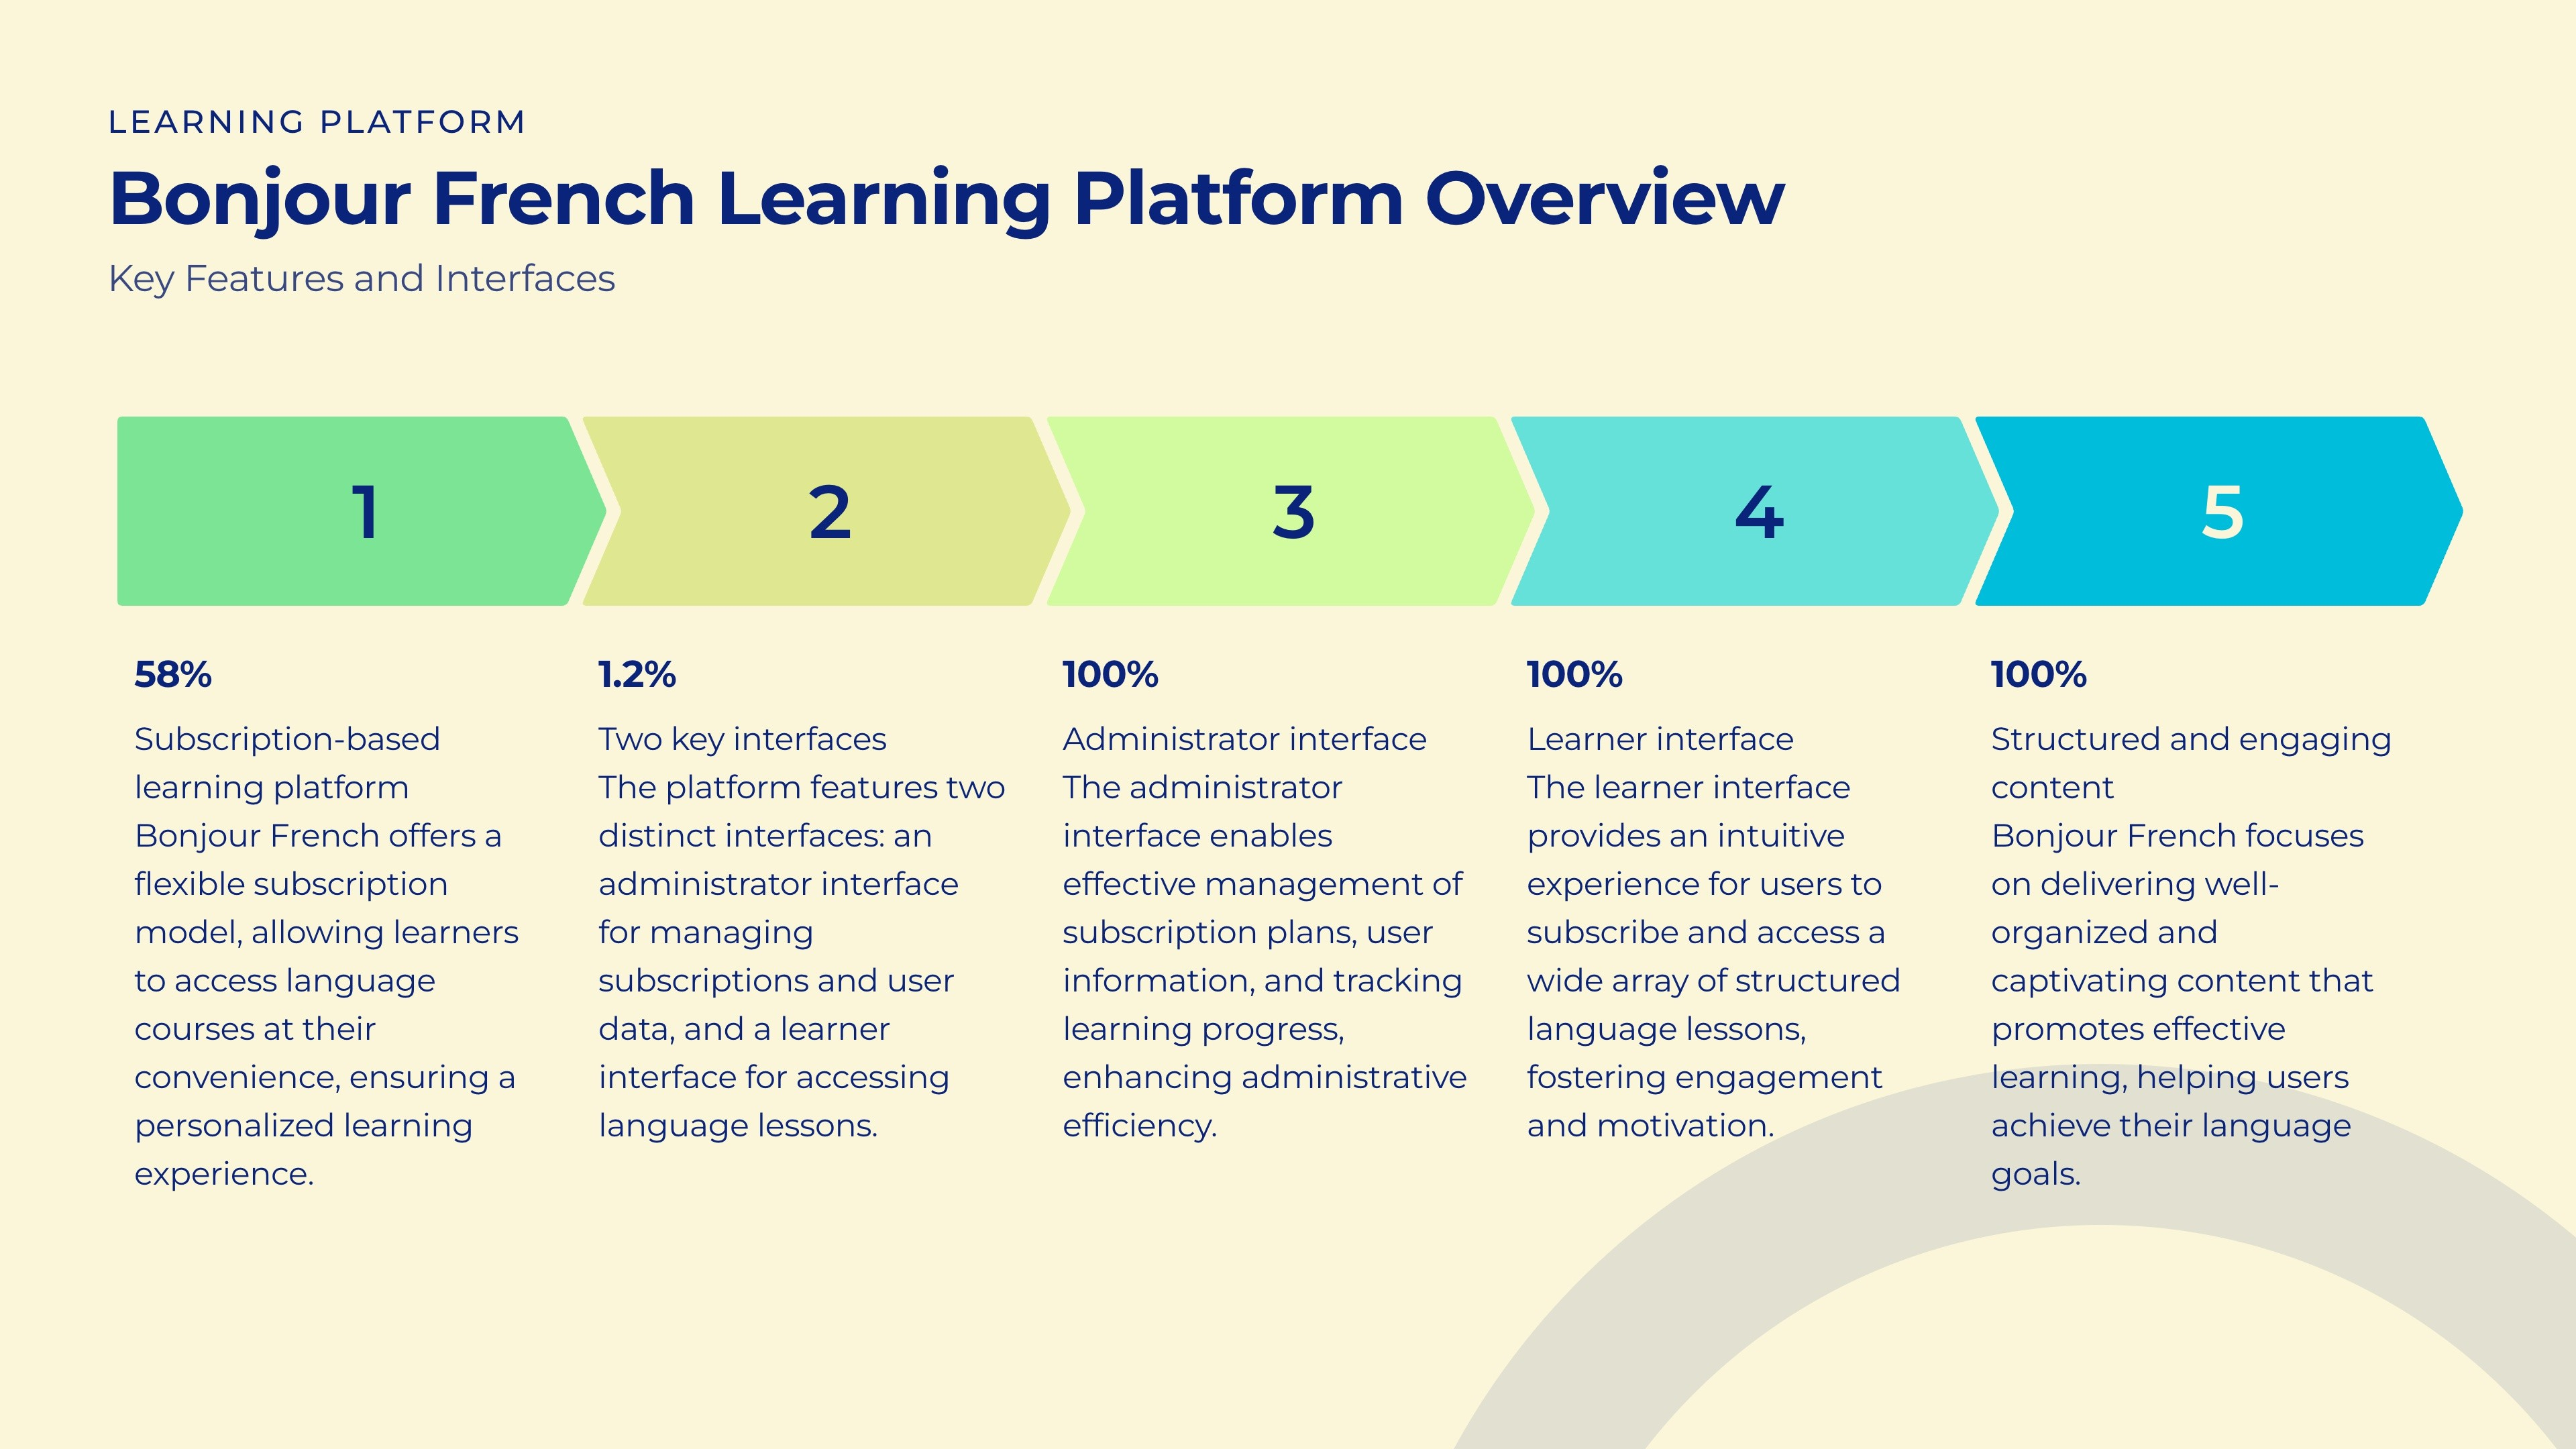 LEARNING PLATFORM
Bonjour French Learning Platform Overview
Key Features and Interfaces
1
2
3
4
5
58%
Subscription-based
learning platform
Bonjour French offers a
flexible subscription
model, allowing learners
to access language
courses at their
convenience, ensuring a
personalized learning
experience.
1.2%
Two key interfaces
The platform features two
distinct interfaces: an
administrator interface
for managing
subscriptions and user
data, and a learner
interface for accessing
language lessons.
100%
Administrator interface
The administrator
interface enables
effective management of
subscription plans, user
information, and tracking
learning progress,
enhancing administrative
efficiency.
100%
Learner interface
The learner interface
provides an intuitive
experience for users to
subscribe and access a
wide array of structured
language lessons,
fostering engagement
and motivation.
100%
Structured and engaging
content
Bonjour French focuses
on delivering well-
organized and
captivating content that
promotes effective
learning, helping users
achieve their language
goals.